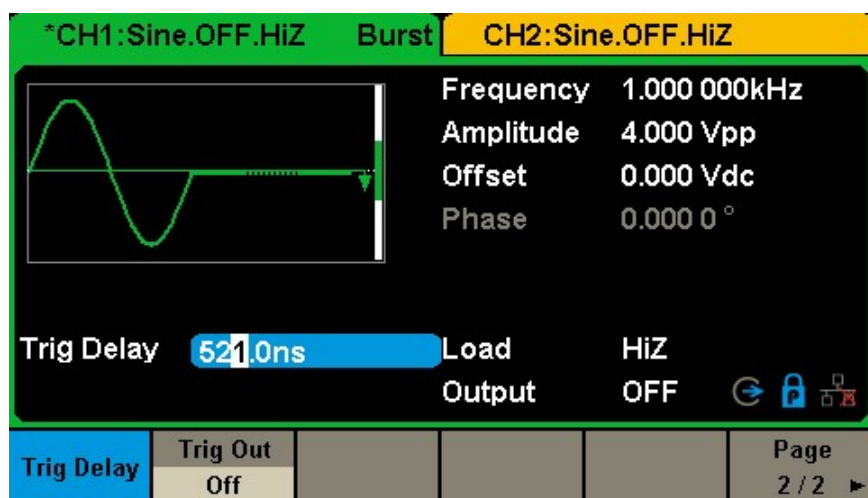 *CH1:Sine.OFF.HiZ Burst CH2:Sine.OFF.HiZ
Frequency 1.000 000kHz
Amplitude 4.000 Vpp
Offset 0.000 Vdc
Phase 0.000 0 °
Trig Delay 521.0ns Load HiZ
Output OFF P
Trig Delay Trig Out Page
Off 2 / 2